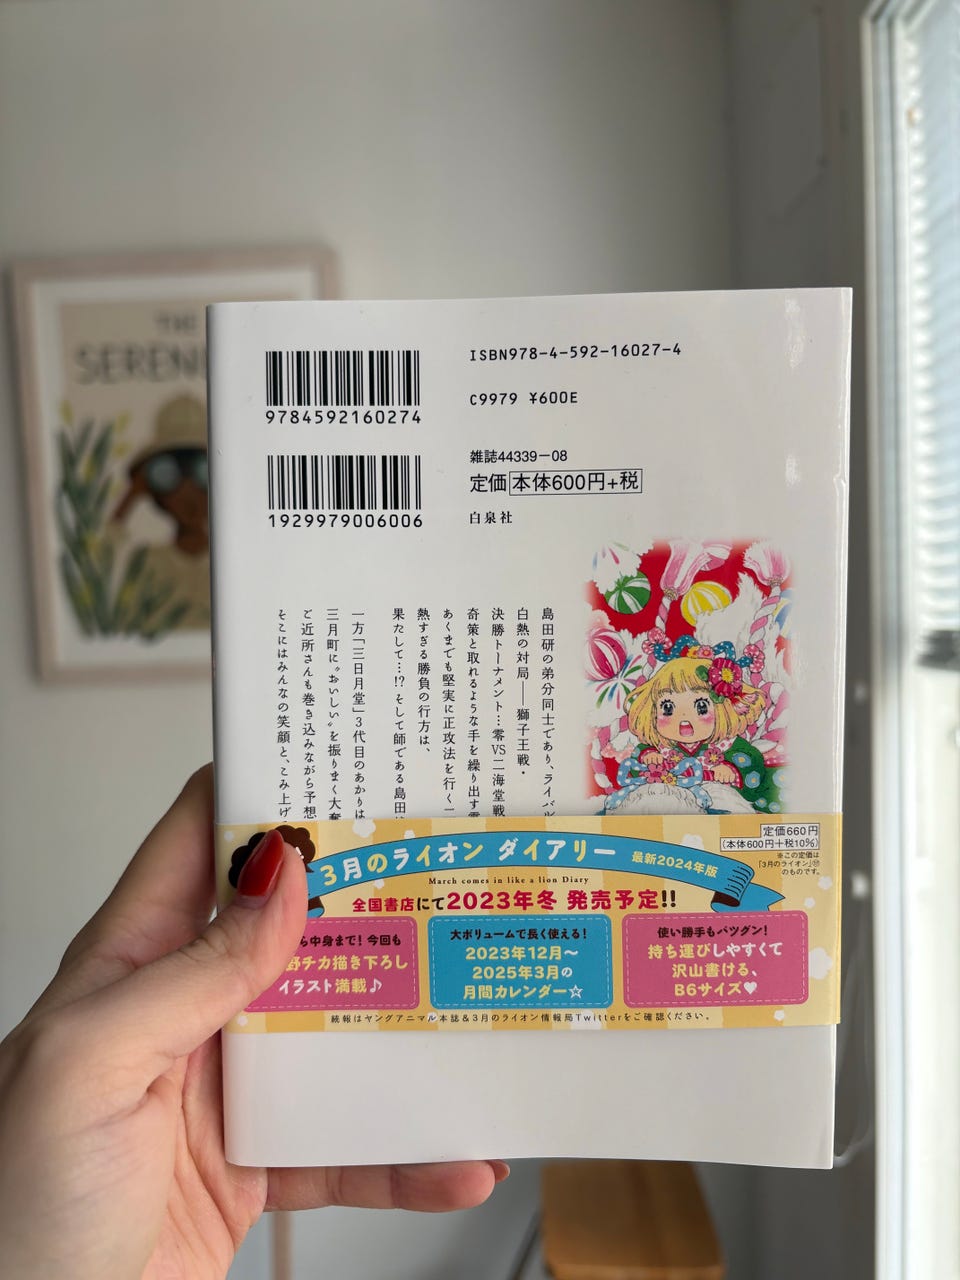 THE
SEREN
ISBN978-4-592-16027-4
9784592160274
C9979 ¥600E
雑誌44339-08
定価本体600円+税
1929979006006
白泉社
島田研の弟分同士であり、ライバル
白熱の対局――獅子王戦・
決勝トーナメント…零VS二海堂戦
奇策と取れるような手を繰り出す零
あくまでも堅実に正攻法を行く二
熱すぎる勝負の行方は、
果たして…!?そして師である島田
一方「三日月堂」3代目のあかりは
三月町に〝おいしい〟を振りまく大奮
ご近所さんも巻き込みながら予想
そこにはみんなの笑顔と、こみ上げ
定価660円
(本体600円+税10%)
※この定価は
「3月のライオン」⑰
のものです。
3月のライオン ダイアリー 最新2024年版
March comes in like a lion Diary
全国書店にて2023年冬 発売予定!!
ら中身まで!今回も
野チカ描き下ろし
イラスト満載♪
大ボリュームで長く使える!
2023年12月〜
2025年3月の
月間カレンダー☆
使い勝手もバツグン!
持ち運びしやすくて
沢山書ける、
B6サイズ♥
続報はヤングアニマル本誌&3月のライオン情報局Twitterをご確認ください。